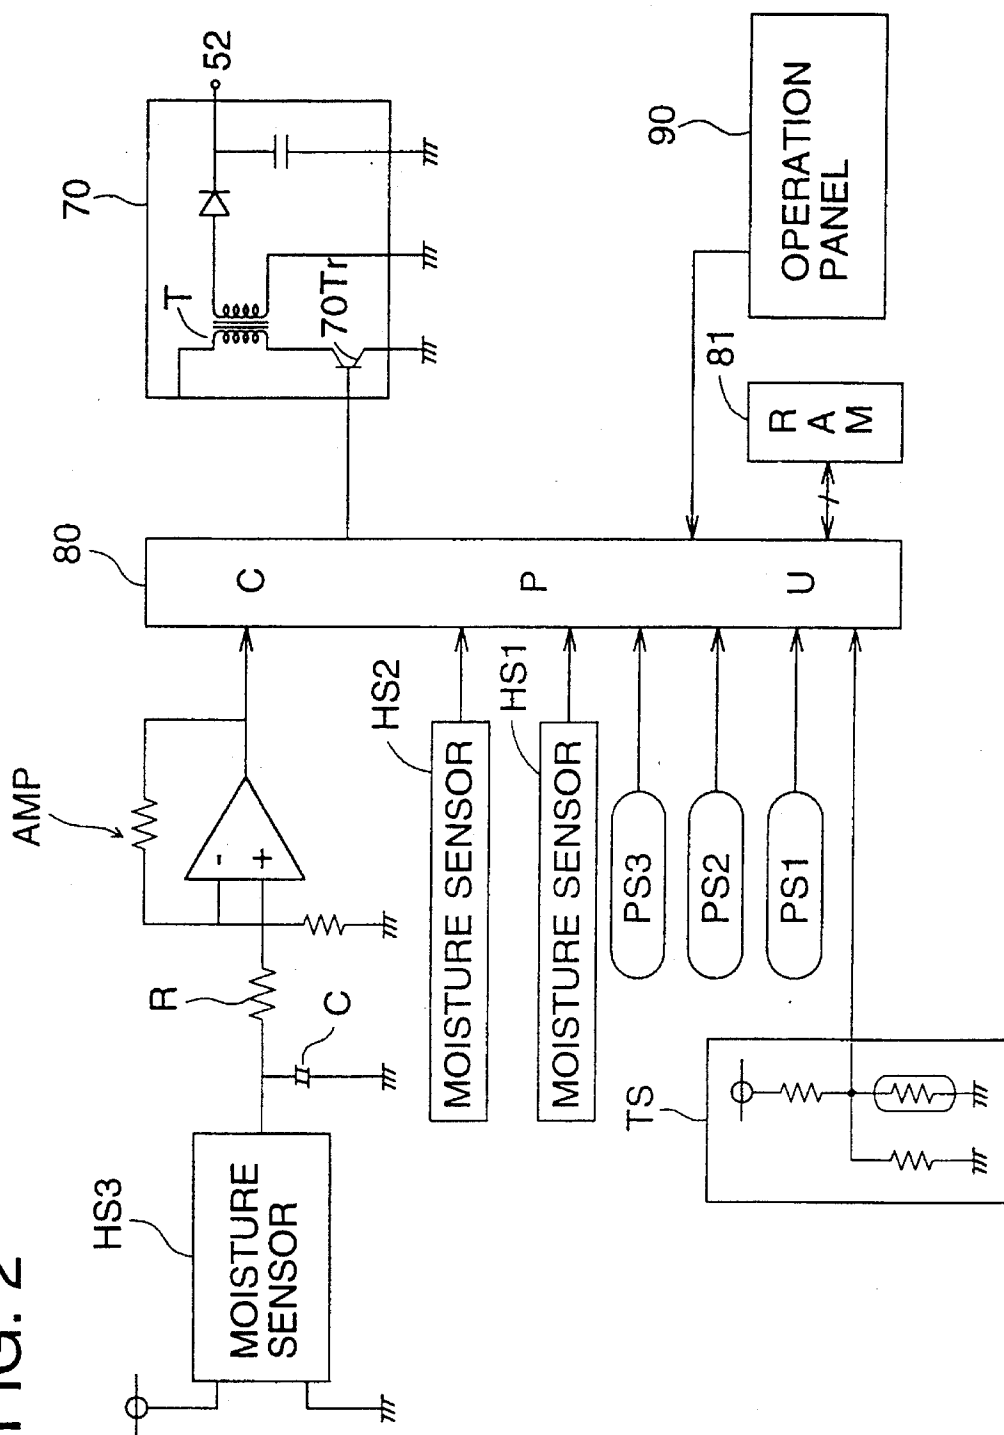 FIG. 2
HS3
MOISTURE
SENSOR
R
C
AMP
-
+
HS2
MOISTURE SENSOR
HS1
MOISTURE SENSOR
PS3
PS2
PS1
TS
80
C P U
70
T
70Tr
52
81
R A M
90
OPERATION
PANEL